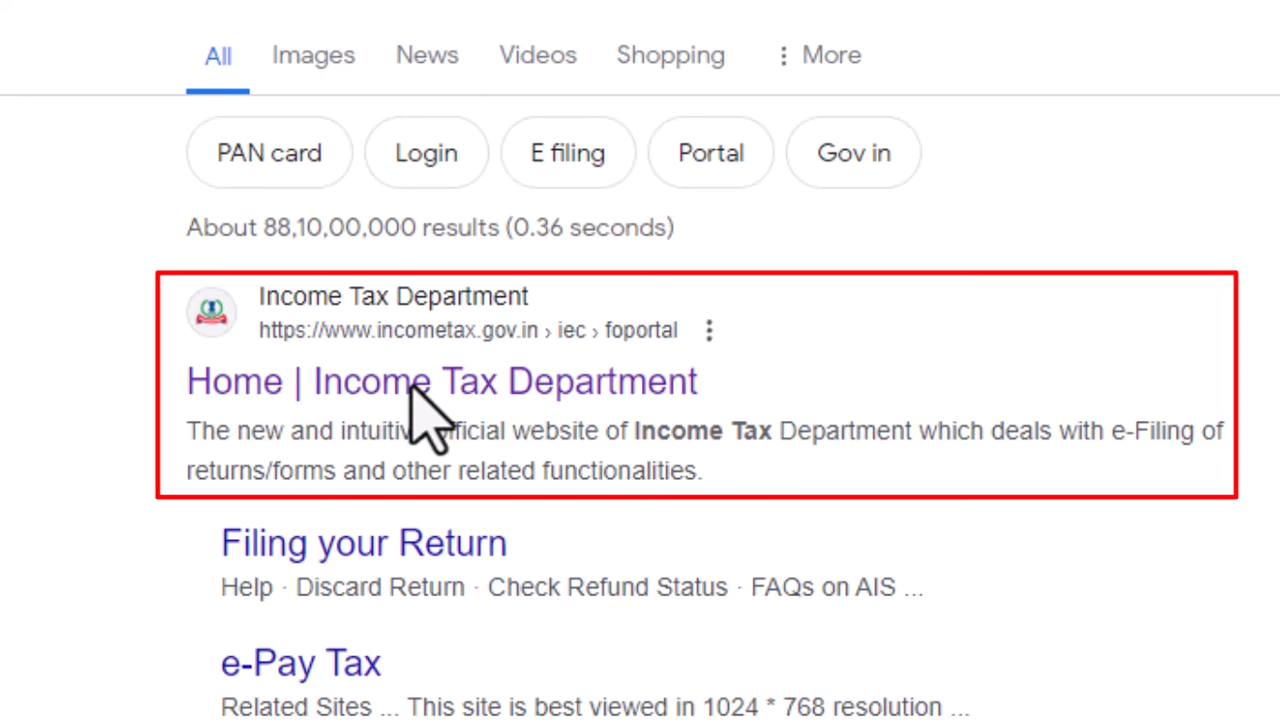 All Images News Videos Shopping ⋮ More
PAN card Login E filing Portal Gov in
About 88,10,00,000 results (0.36 seconds)
Income Tax Department
https://www.incometax.gov.in › iec › foportal ⋮
Home | Income Tax Department
The new and intuitiv ficial website of Income Tax Department which deals with e-Filing of
returns/forms and other related functionalities.
Filing your Return
Help · Discard Return · Check Refund Status · FAQs on AIS ...
e-Pay Tax
Related Sites ... This site is best viewed in 1024 * 768 resolution ...